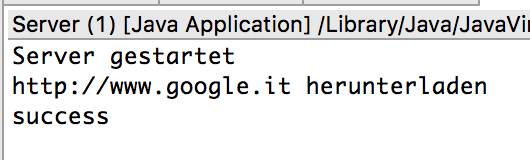 Server (1) [Java Application] /Library/Java/JavaVir
Server gestartet
http://www.google.it herunterladen
success